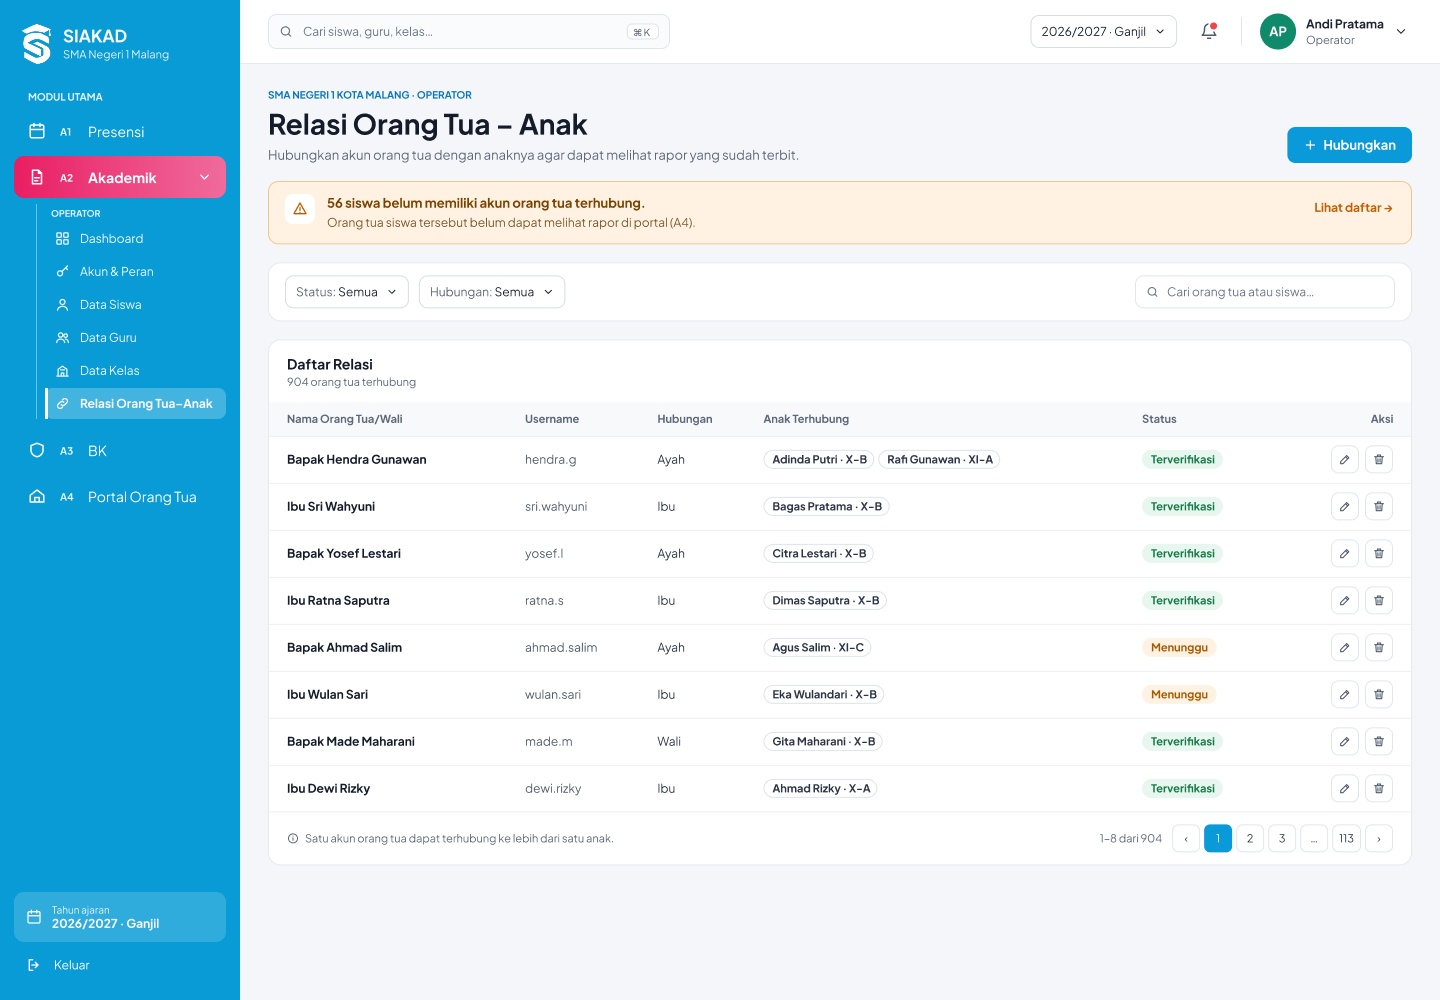 SIAKAD
SMA Negeri 1 Malang
MODUL UTAMA
A1 Presensi
A2 Akademik
OPERATOR
Dashboard
Akun & Peran
Data Siswa
Data Guru
Data Kelas
Relasi Orang Tua–Anak
A3 BK
A4 Portal Orang Tua
Tahun ajaran
2026/2027 · Ganjil
Keluar
Cari siswa, guru, kelas... ⌘K
2026/2027 · Ganjil
AP
Andi Pratama
Operator
SMA NEGERI 1 KOTA MALANG · OPERATOR
Relasi Orang Tua – Anak
Hubungkan akun orang tua dengan anaknya agar dapat melihat rapor yang sudah terbit.
+ Hubungkan
56 siswa belum memiliki akun orang tua terhubung.
Orang tua siswa tersebut belum dapat melihat rapor di portal (A4).
Lihat daftar →
Status: Semua
Hubungan: Semua
Cari orang tua atau siswa...
Daftar Relasi
904 orang tua terhubung
Nama Orang Tua/Wali Username Hubungan Anak Terhubung Status Aksi
Bapak Hendra Gunawan hendra.g Ayah Adinda Putri · X-B Rafi Gunawan · XI-A Terverifikasi
Ibu Sri Wahyuni sri.wahyuni Ibu Bagas Pratama · X-B Terverifikasi
Bapak Yosef Lestari yosef.l Ayah Citra Lestari · X-B Terverifikasi
Ibu Ratna Saputra ratna.s Ibu Dimas Saputra · X-B Terverifikasi
Bapak Ahmad Salim ahmad.salim Ayah Agus Salim · XI-C Menunggu
Ibu Wulan Sari wulan.sari Ibu Eka Wulandari · X-B Menunggu
Bapak Made Maharani made.m Wali Gita Maharani · X-B Terverifikasi
Ibu Dewi Rizky dewi.rizky Ibu Ahmad Rizky · X-A Terverifikasi
Satu akun orang tua dapat terhubung ke lebih dari satu anak.
1–8 dari 904 ‹ 1 2 3 ... 113 ›